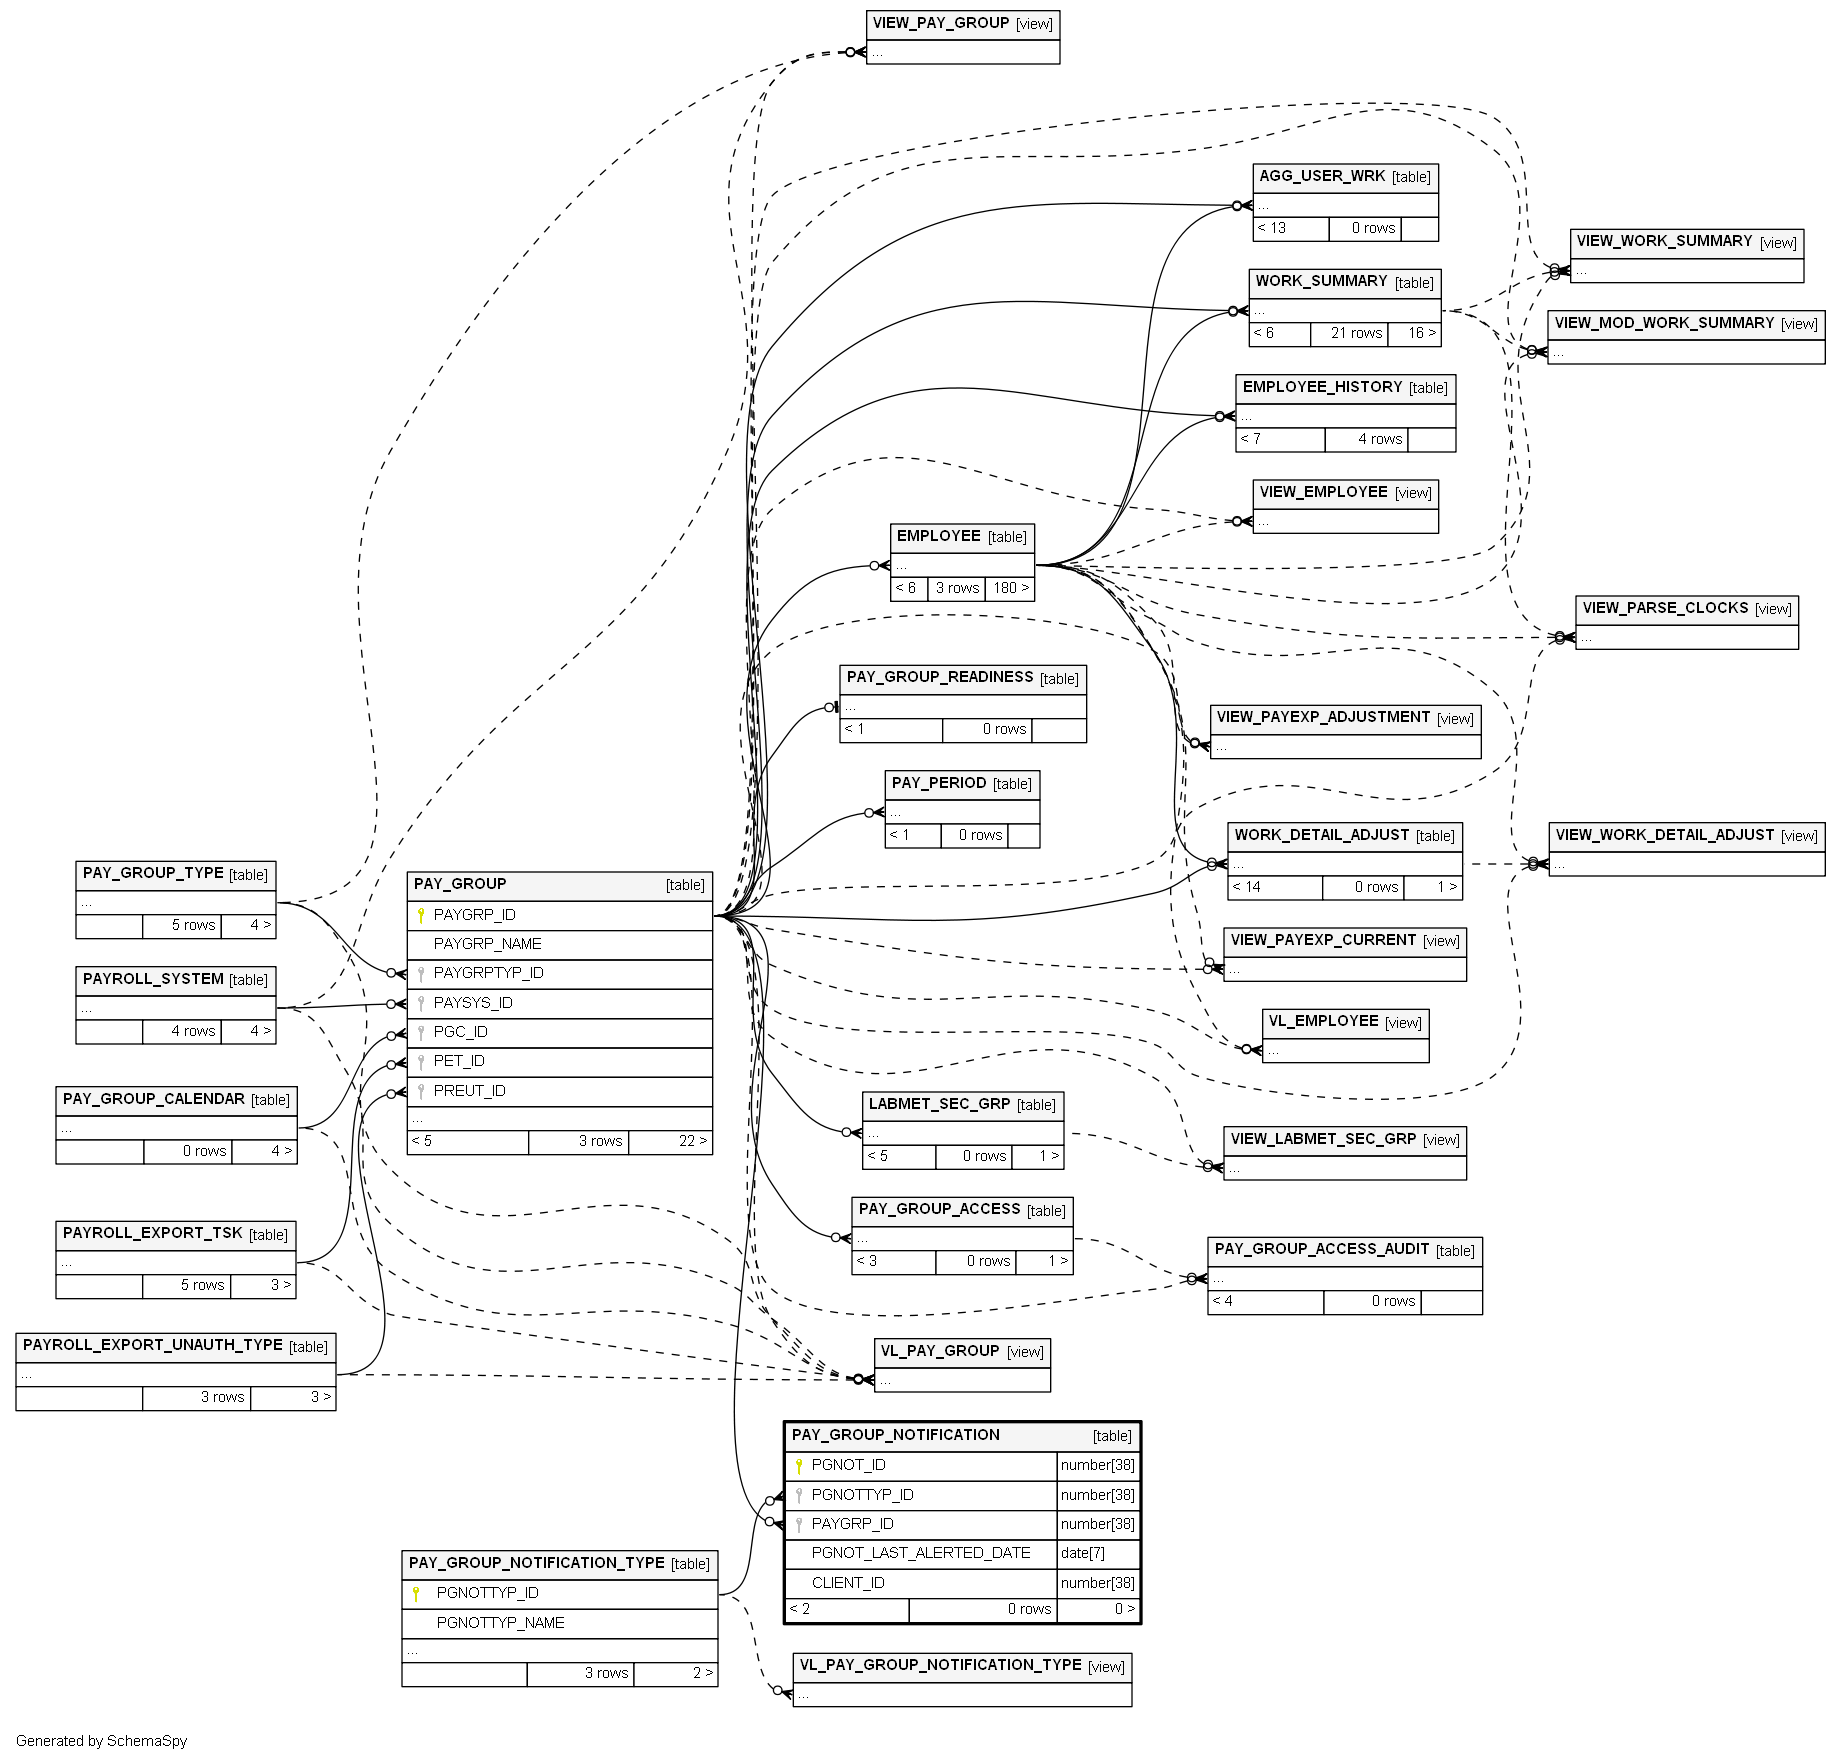 VIEW_PAY_GROUP [view]
...
AGG_USER_WRK [table]
...
< 13 0 rows
VIEW_WORK_SUMMARY [view]
...
WORK_SUMMARY [table]
...
< 6 21 rows 16 >
VIEW_MOD_WORK_SUMMARY [view]
...
EMPLOYEE_HISTORY [table]
...
< 7 4 rows
VIEW_EMPLOYEE [view]
...
EMPLOYEE [table]
...
< 6 3 rows 180 >
VIEW_PARSE_CLOCKS [view]
...
PAY_GROUP_READINESS [table]
...
< 1 0 rows
VIEW_PAYEXP_ADJUSTMENT [view]
...
PAY_PERIOD [table]
...
< 1 0 rows
WORK_DETAIL_ADJUST [table]
...
< 14 0 rows 1 >
VIEW_WORK_DETAIL_ADJUST [view]
...
PAY_GROUP_TYPE [table]
...
5 rows 4 >
PAY_GROUP [table]
PAYGRP_ID
PAYGRP_NAME
PAYGRPTYP_ID
PAYSYS_ID
PGC_ID
PET_ID
PREUT_ID
...
< 5 3 rows 22 >
VIEW_PAYEXP_CURRENT [view]
...
PAYROLL_SYSTEM [table]
...
4 rows 4 >
VL_EMPLOYEE [view]
...
PAY_GROUP_CALENDAR [table]
...
0 rows 4 >
LABMET_SEC_GRP [table]
...
< 5 0 rows 1 >
VIEW_LABMET_SEC_GRP [view]
...
PAY_GROUP_ACCESS [table]
...
< 3 0 rows 1 >
PAYROLL_EXPORT_TSK [table]
...
5 rows 3 >
PAY_GROUP_ACCESS_AUDIT [table]
...
< 4 0 rows
PAYROLL_EXPORT_UNAUTH_TYPE [table]
...
3 rows 3 >
VL_PAY_GROUP [view]
...
PAY_GROUP_NOTIFICATION [table]
PGNOT_ID number[38]
PGNOTTYP_ID number[38]
PAYGRP_ID number[38]
PGNOT_LAST_ALERTED_DATE date[7]
CLIENT_ID number[38]
< 2 0 rows 0 >
PAY_GROUP_NOTIFICATION_TYPE [table]
PGNOTTYP_ID
PGNOTTYP_NAME
...
3 rows 2 >
VL_PAY_GROUP_NOTIFICATION_TYPE [view]
...
Generated by SchemaSpy